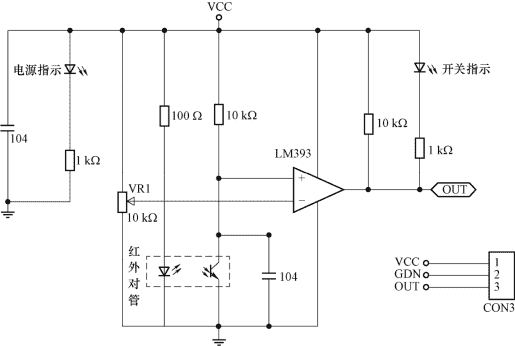 VCC
电源指示
开关指示
100 Ω
10 kΩ
10 kΩ
104
1 kΩ
1 kΩ
LM393
+
−
VR1
10 kΩ
OUT
红外对管
104
VCC 1
GDN 2
OUT 3
CON3